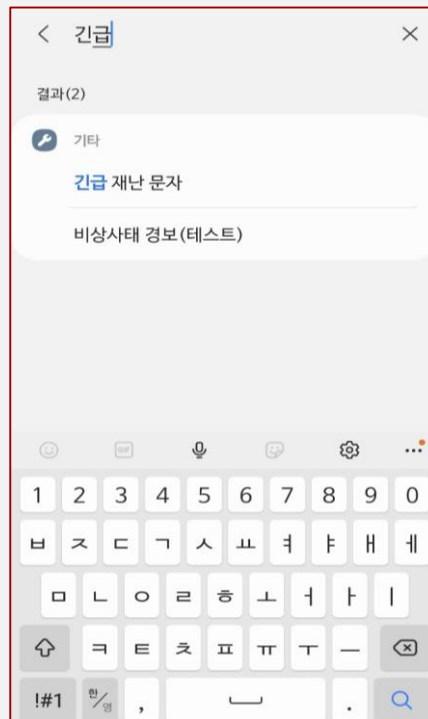 긴급
결과(2)
기타
긴급 재난 문자
비상사태 경보(테스트)
GIF
1 2 3 4 5 6 7 8 9 0
ㅂ ㅈ ㄷ ㄱ ㅅ ㅛ ㅕ ㅑ ㅐ ㅔ
ㅁ ㄴ ㅇ ㄹ ㅎ ㅗ ㅓ ㅏ ㅣ
ㅋ ㅌ ㅊ ㅍ ㅠ ㅜ ㅡ
!#1 한/영 , .